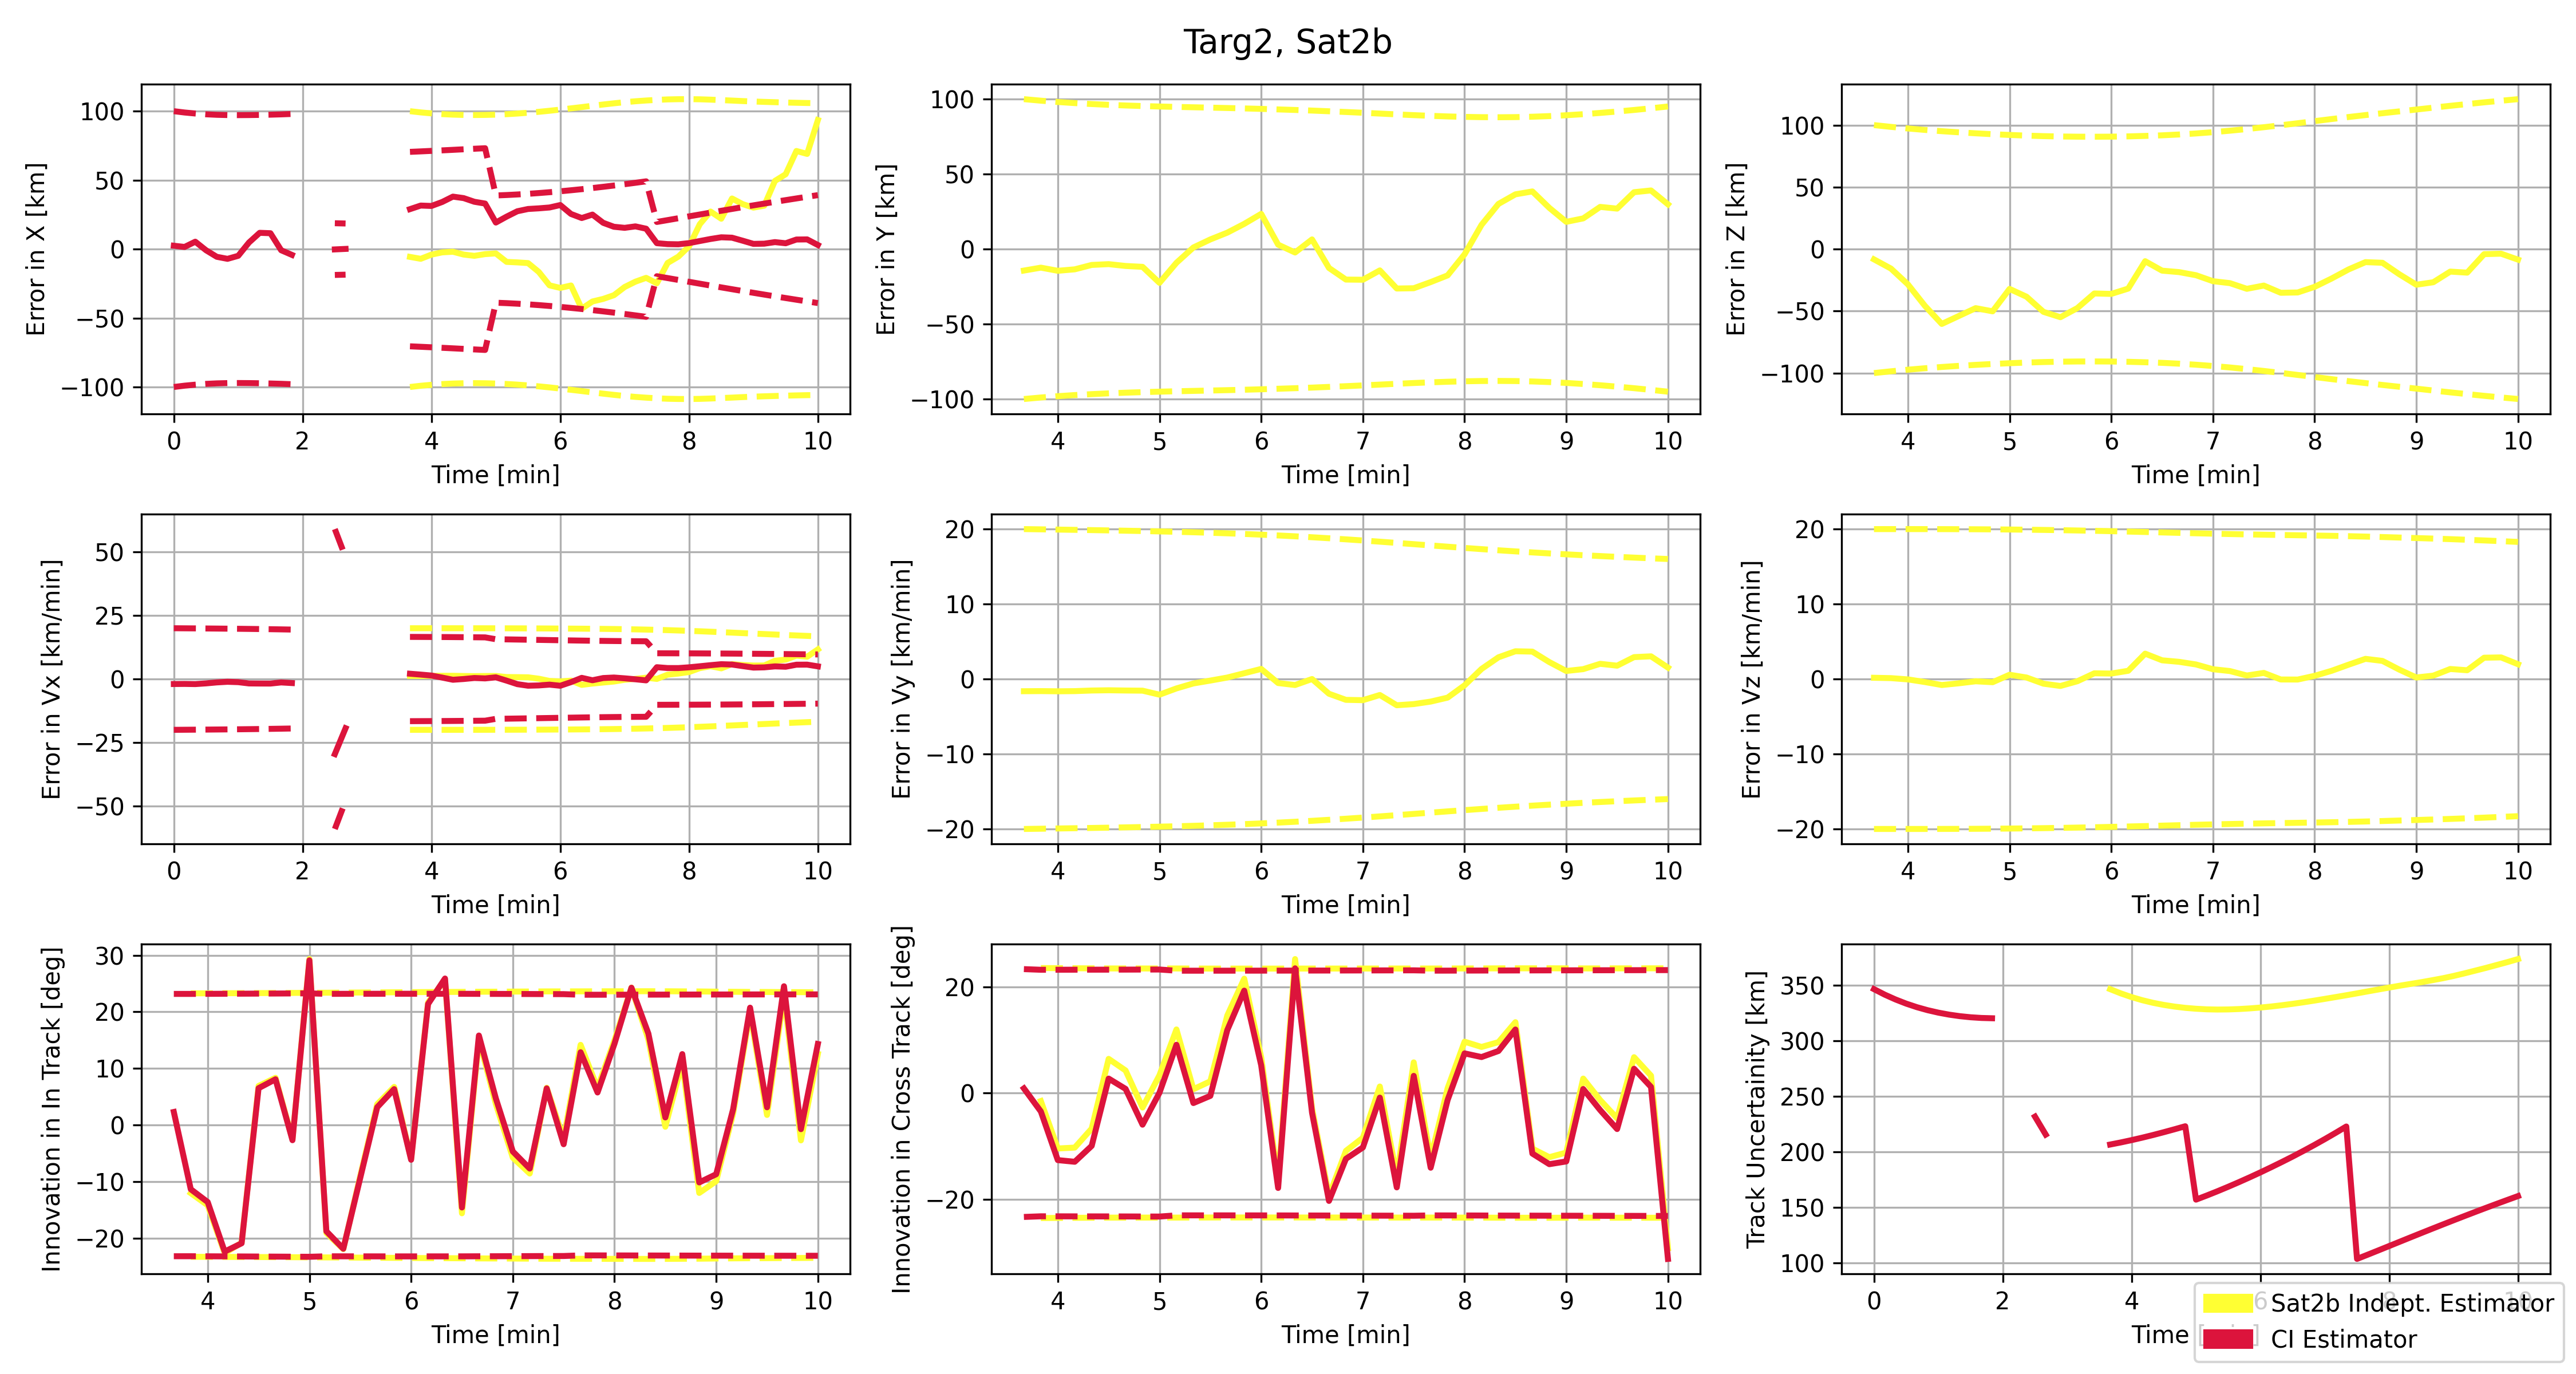 Targ2, Sat2b
Error in X [km]
100
50
0
−50
−100
0 2 4 6 8 10
Time [min]
Error in Y [km]
100
50
0
−50
−100
4 5 6 7 8 9 10
Time [min]
Error in Z [km]
100
50
0
−50
−100
4 5 6 7 8 9 10
Time [min]
Error in Vx [km/min]
50
25
0
−25
−50
0 2 4 6 8 10
Time [min]
Error in Vy [km/min]
20
10
0
−10
−20
4 5 6 7 8 9 10
Time [min]
Error in Vz [km/min]
20
10
0
−10
−20
4 5 6 7 8 9 10
Time [min]
Innovation in In Track [deg]
30
20
10
0
−10
−20
4 5 6 7 8 9 10
Time [min]
Innovation in Cross Track [deg]
20
0
−20
4 5 6 7 8 9 10
Time [min]
Track Uncertainity [km]
350
300
250
200
150
100
0 2 4 6 8 10
Time [min]
Sat2b Indept. Estimator
CI Estimator